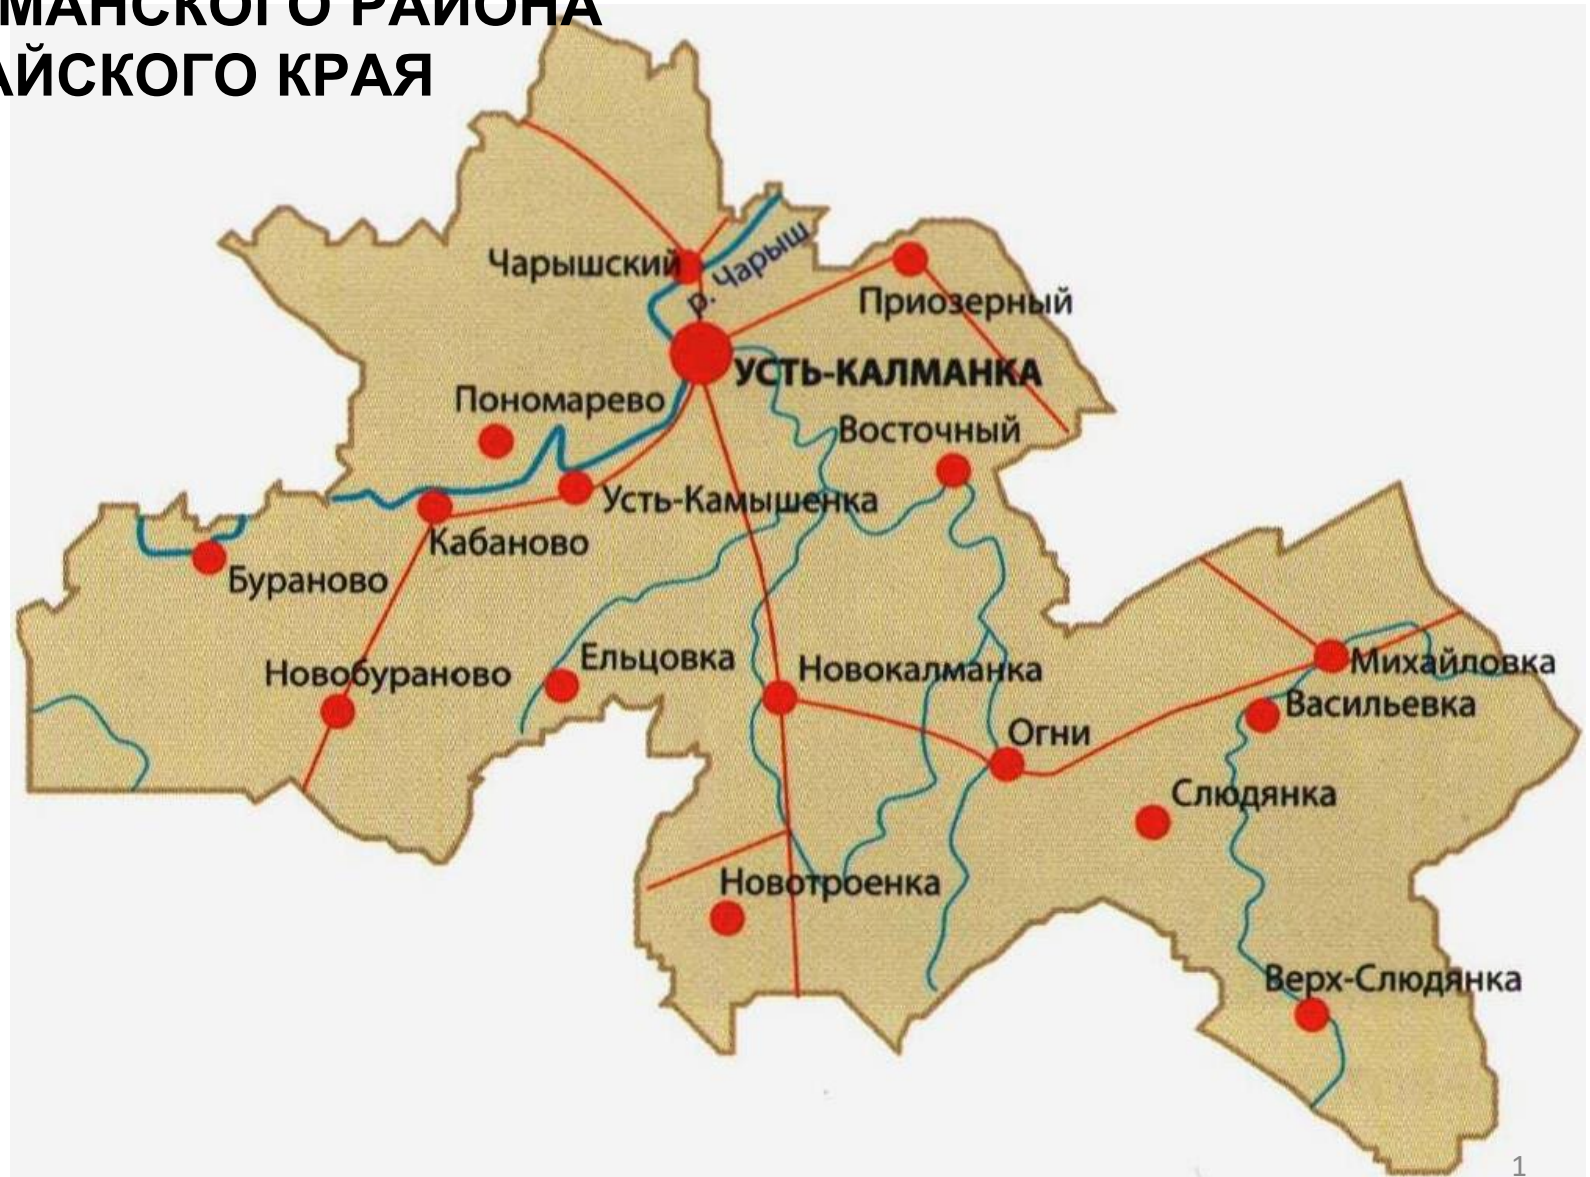 МАНСКОГО РАЙОНА
АЙСКОГО КРАЯ
Чарышский
р. Чарыш
Приозерный
УСТЬ-КАЛМАНКА
Пономарево
Восточный
Усть-Камышенка
Кабаново
Бураново
Ельцовка
Новобураново
Новокалманка
Михайловка
Васильевка
Огни
Слюдянка
Новотроенка
Верх-Слюдянка
1